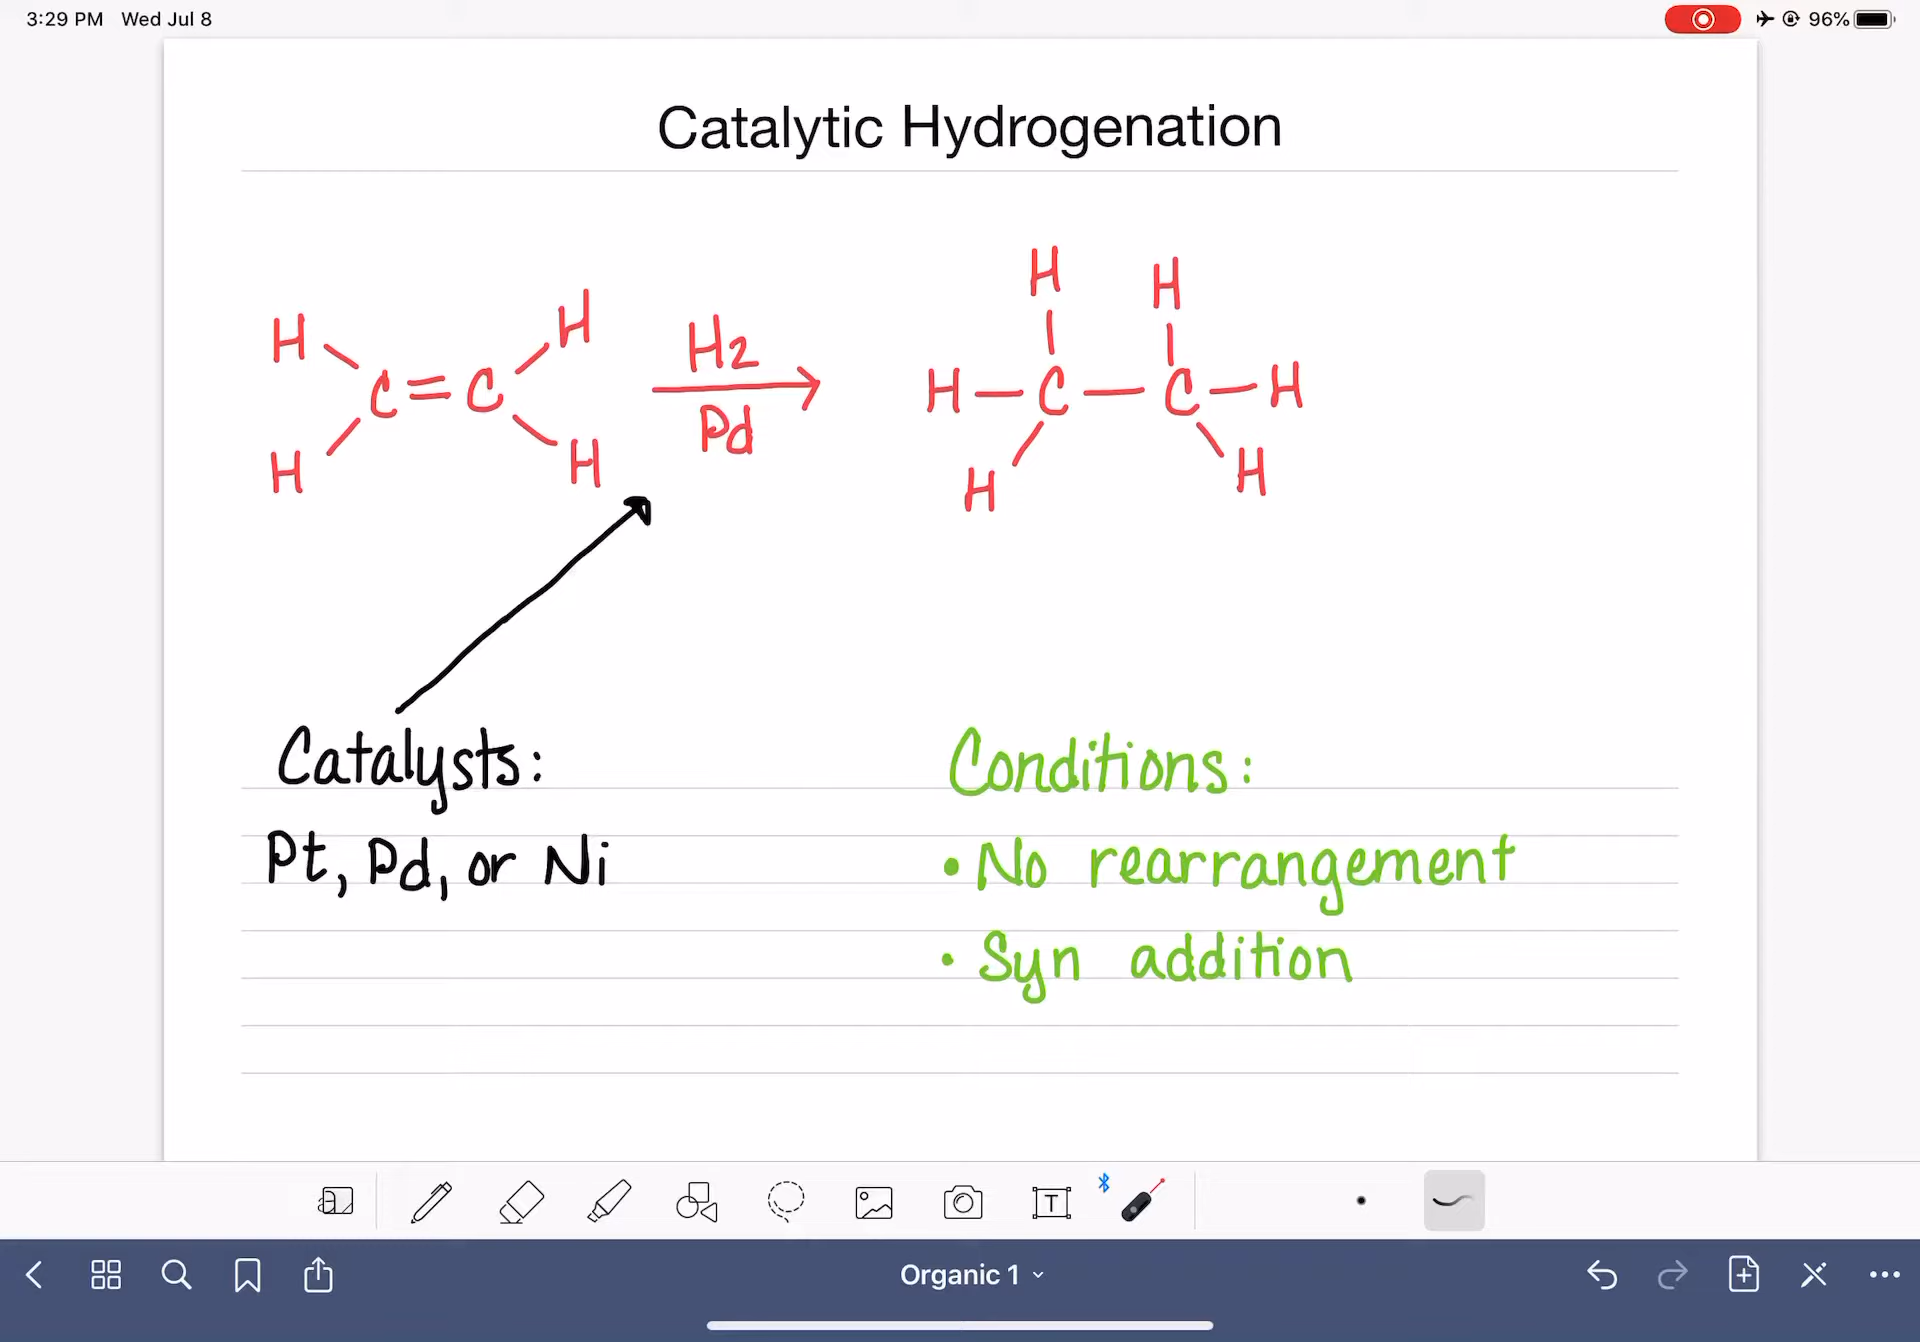 3:29 PM Wed Jul 8
96%
Catalytic Hydrogenation
H H
H H
H H2 H—C—C—H
C=C
Pd
H H
H H
Catalysts:
Pt, Pd, or Ni
Conditions:
• No rearrangement
• Syn addition
a
T
Organic 1